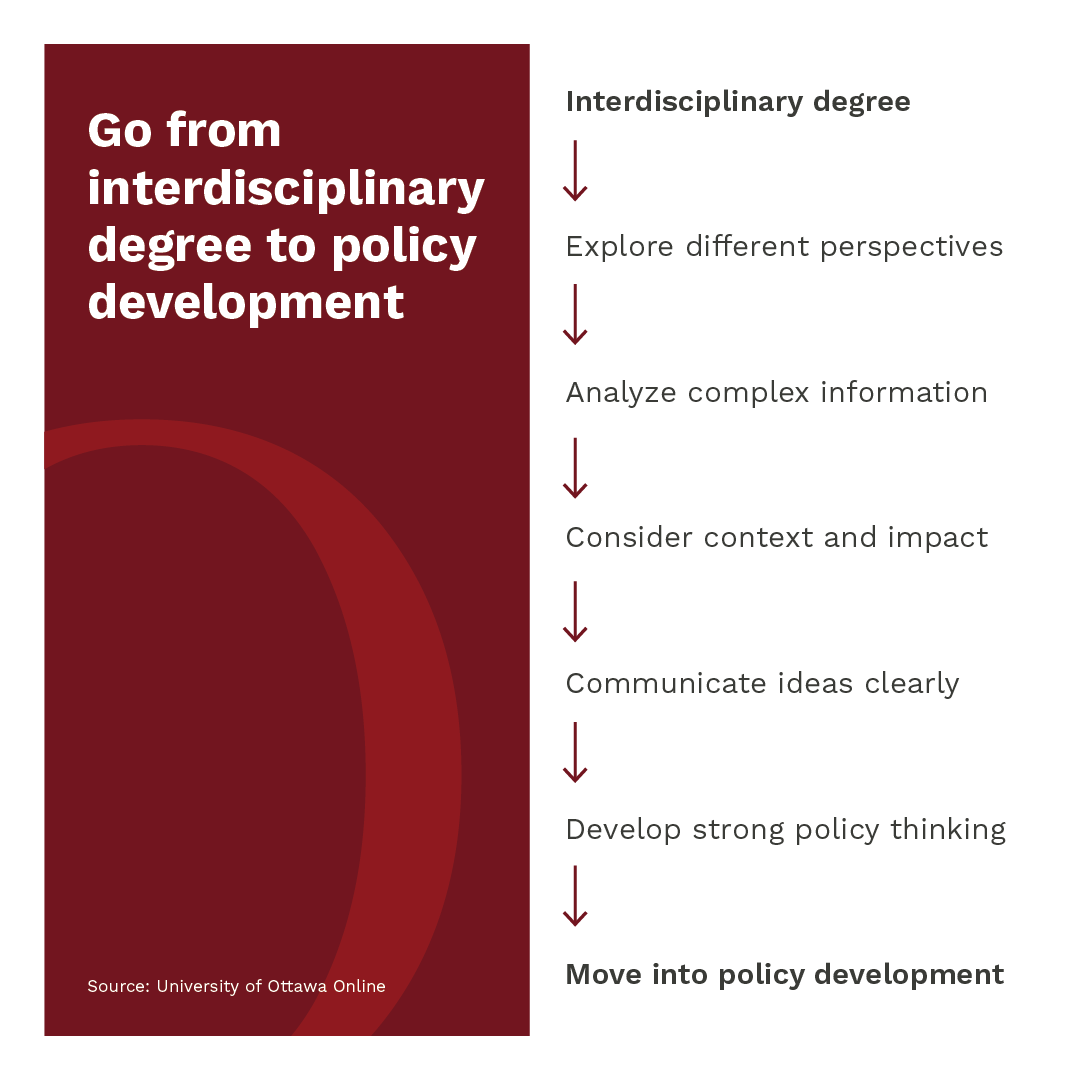 Go from
interdisciplinary
degree to policy
development
Source: University of Ottawa Online
Interdisciplinary degree
Explore different perspectives
Analyze complex information
Consider context and impact
Communicate ideas clearly
Develop strong policy thinking
Move into policy development